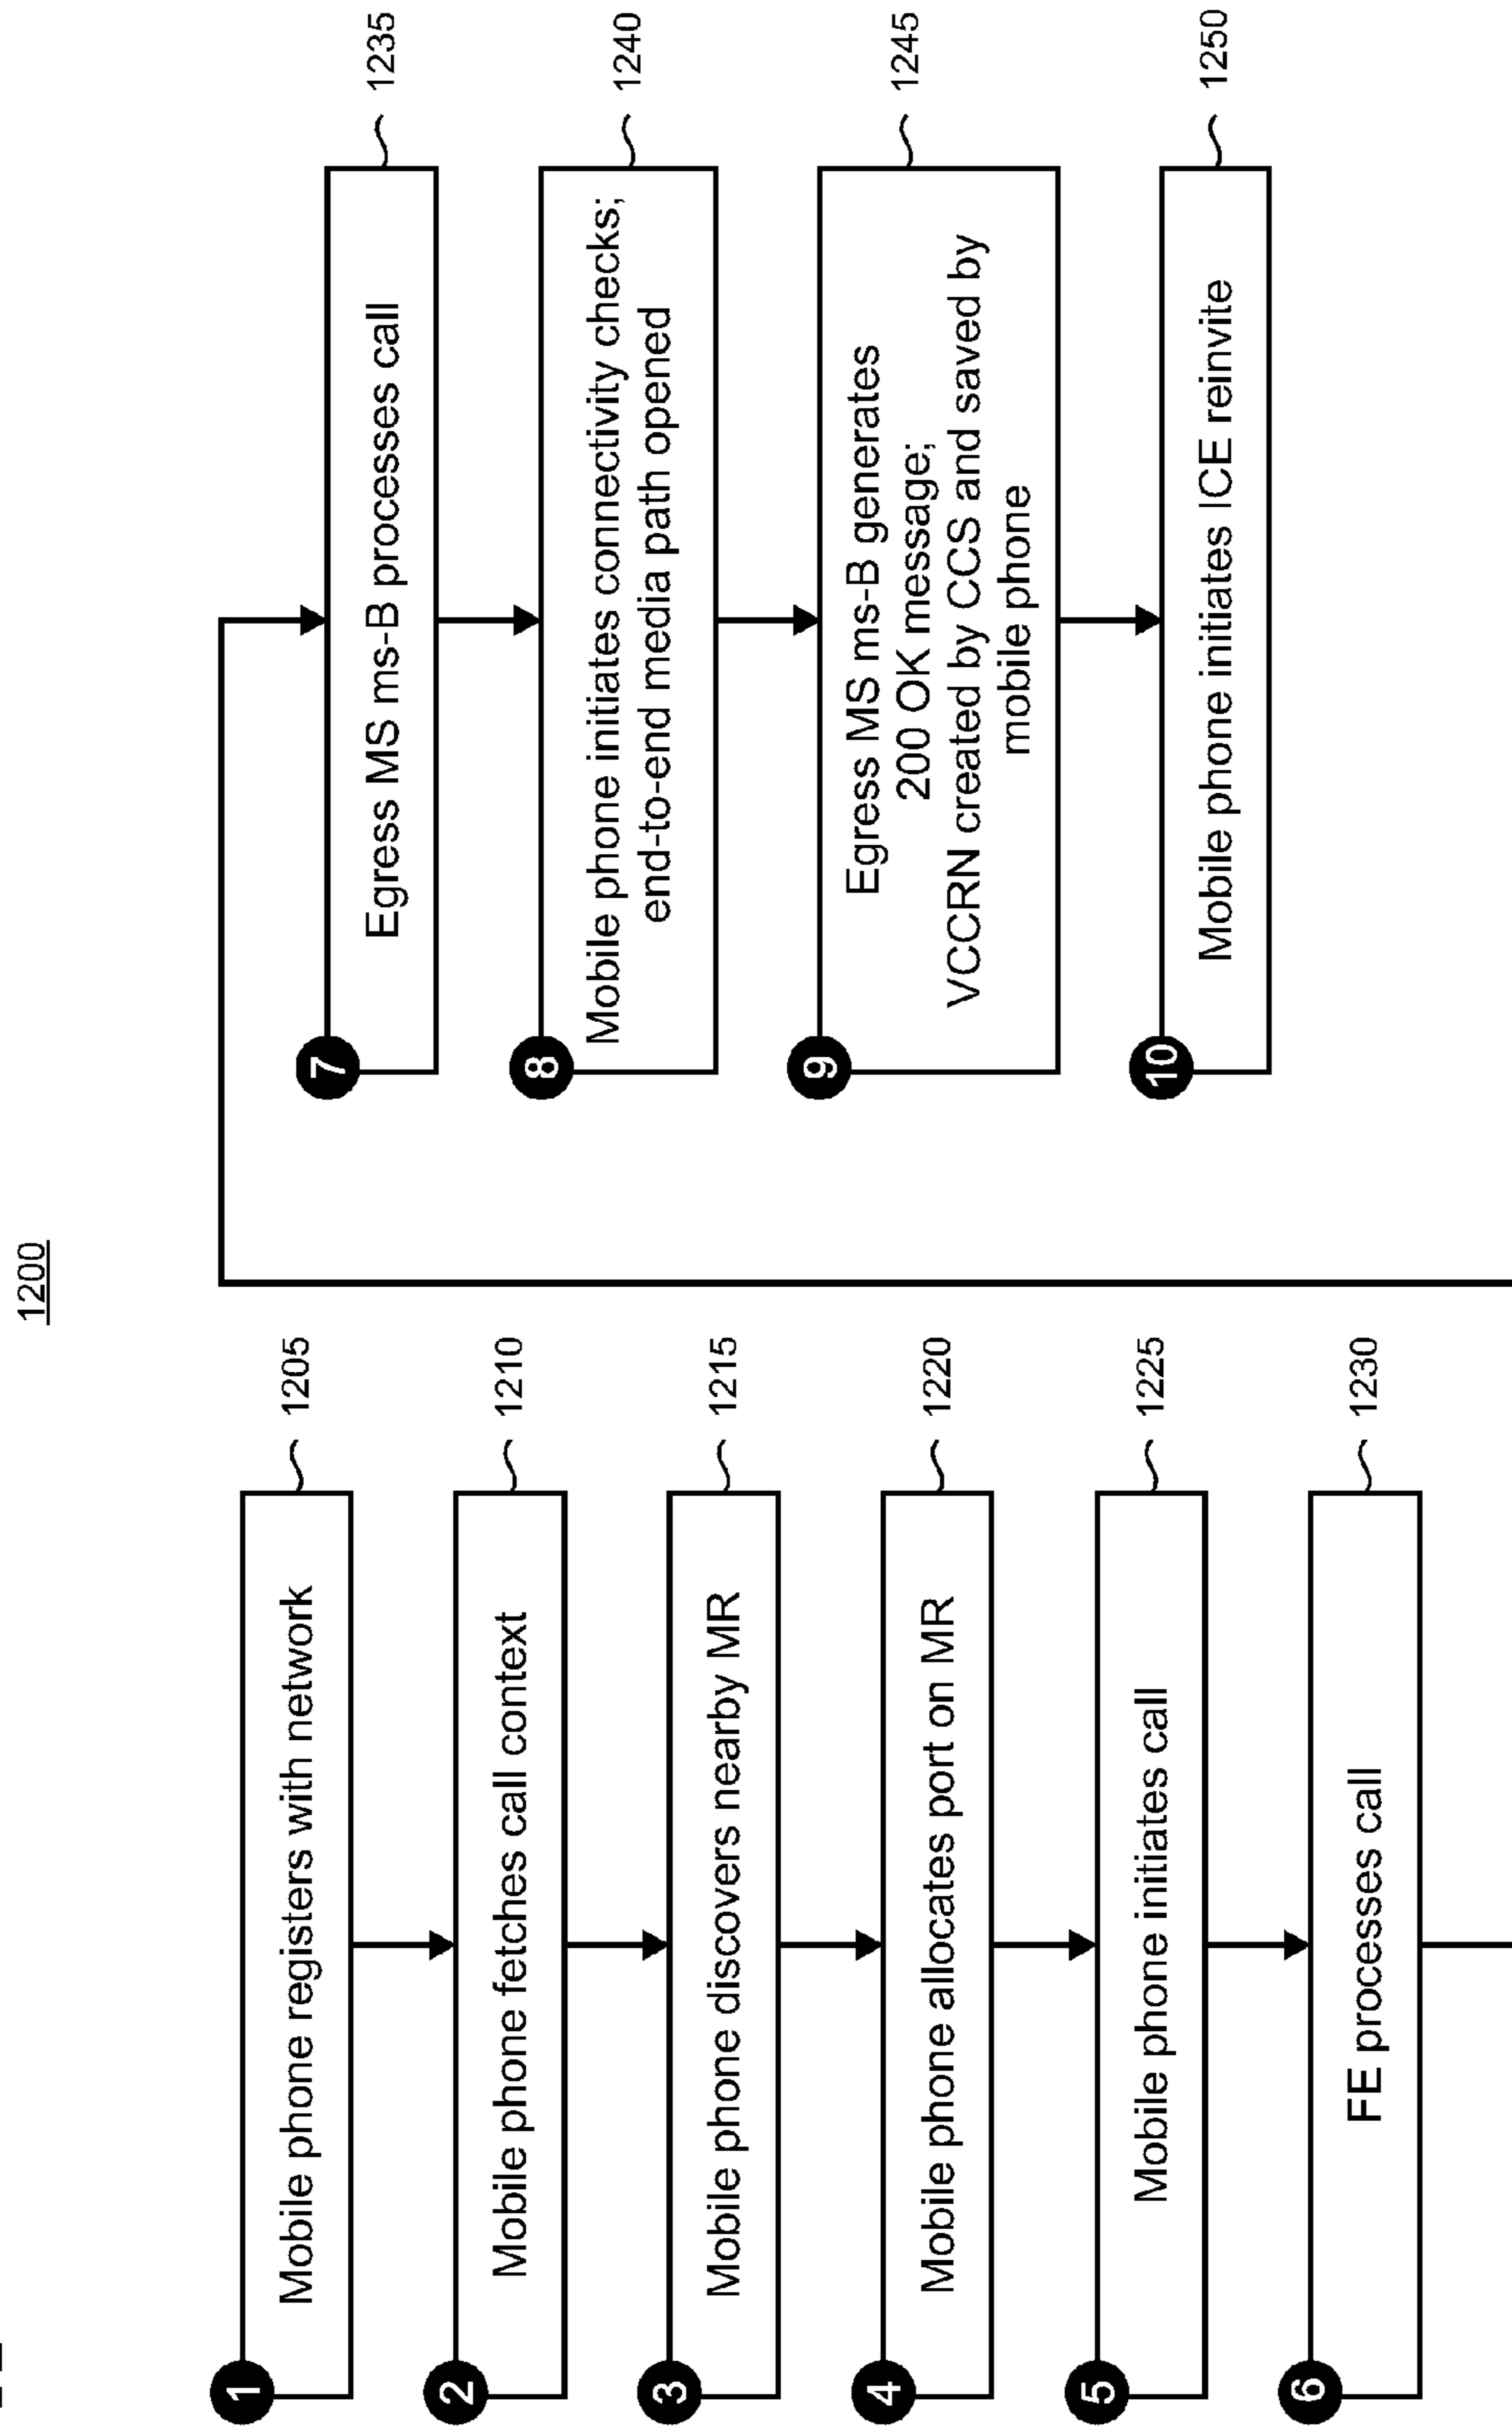 1200
1
Mobile phone registers with network
1205
2
Mobile phone fetches call context
1210
3
Mobile phone discovers nearby MR
1215
4
Mobile phone allocates port on MR
1220
5
Mobile phone initiates call
1225
6
FE processes call
1230
7
Egress MS ms-B processes call
1235
8
Mobile phone initiates connectivity checks;
end-to-end media path opened
1240
9
Egress MS ms-B generates
200 OK message;
VCCRN created by CCS and saved by
mobile phone
1245
10
Mobile phone initiates ICE reinvite
1250